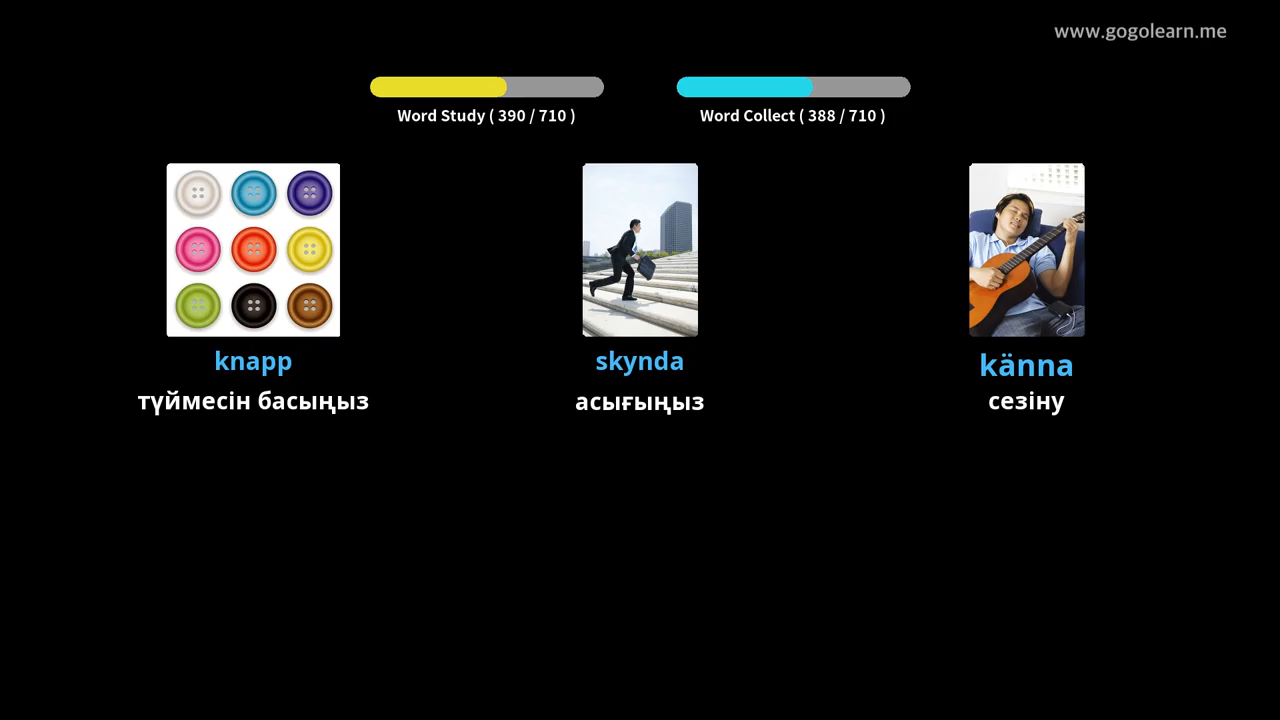 www.gogolearn.me
Word Study ( 390 / 710 )
Word Collect ( 388 / 710 )
knapp
түймесін басыңыз
skynda
асығыңыз
känna
сезіну